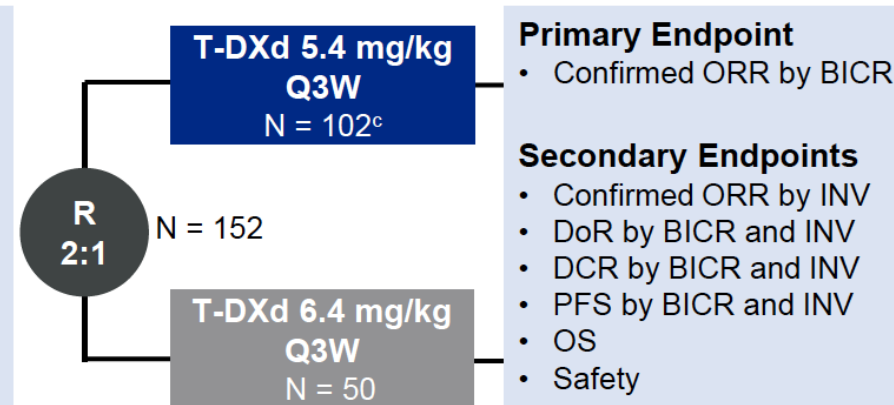 T-DXd 5.4 mg/kg
Q3W
N = 102ᶜ
R
2:1
N = 152
T-DXd 6.4 mg/kg
Q3W
N = 50
Primary Endpoint
• Confirmed ORR by BICR
Secondary Endpoints
• Confirmed ORR by INV
• DoR by BICR and INV
• DCR by BICR and INV
• PFS by BICR and INV
• OS
• Safety